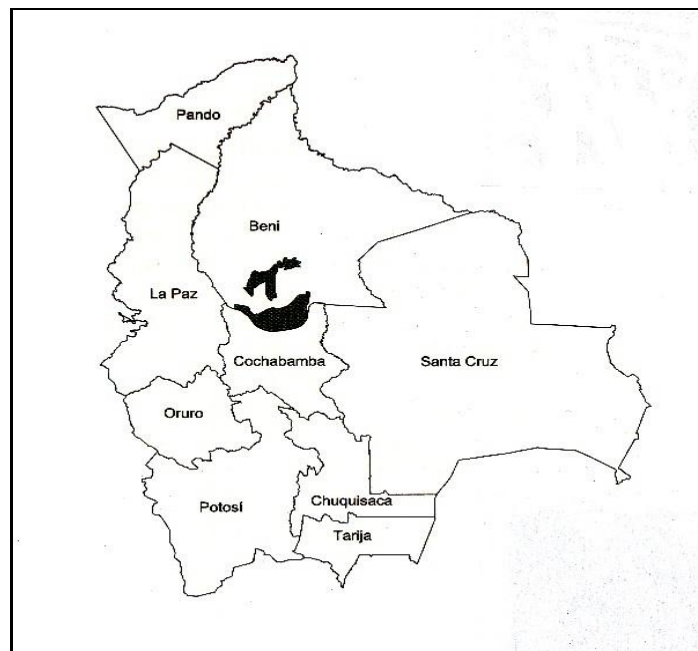 Pando
Beni
La Paz
Cochabamba
Santa Cruz
Oruro
Potosí
Chuquisaca
Tarija